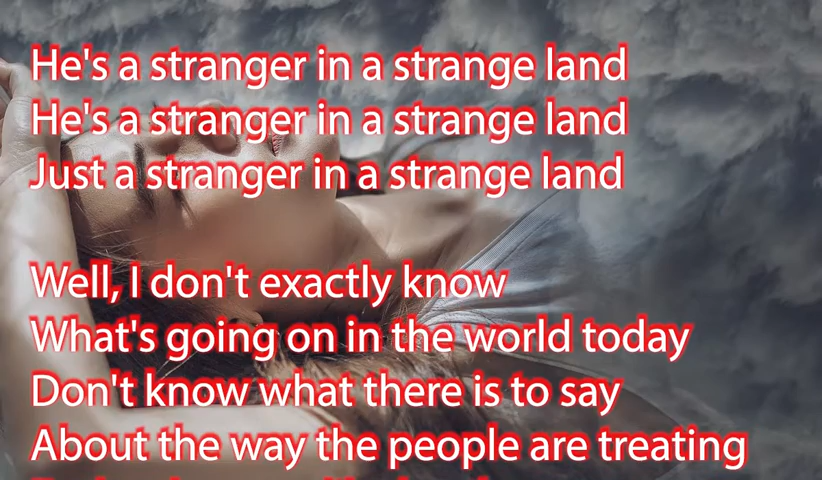 He's a stranger in a strange land
He's a stranger in a strange land
Just a stranger in a strange land
Well, I don't exactly know
What's going on in the world today
Don't know what there is to say
About the way the people are treating